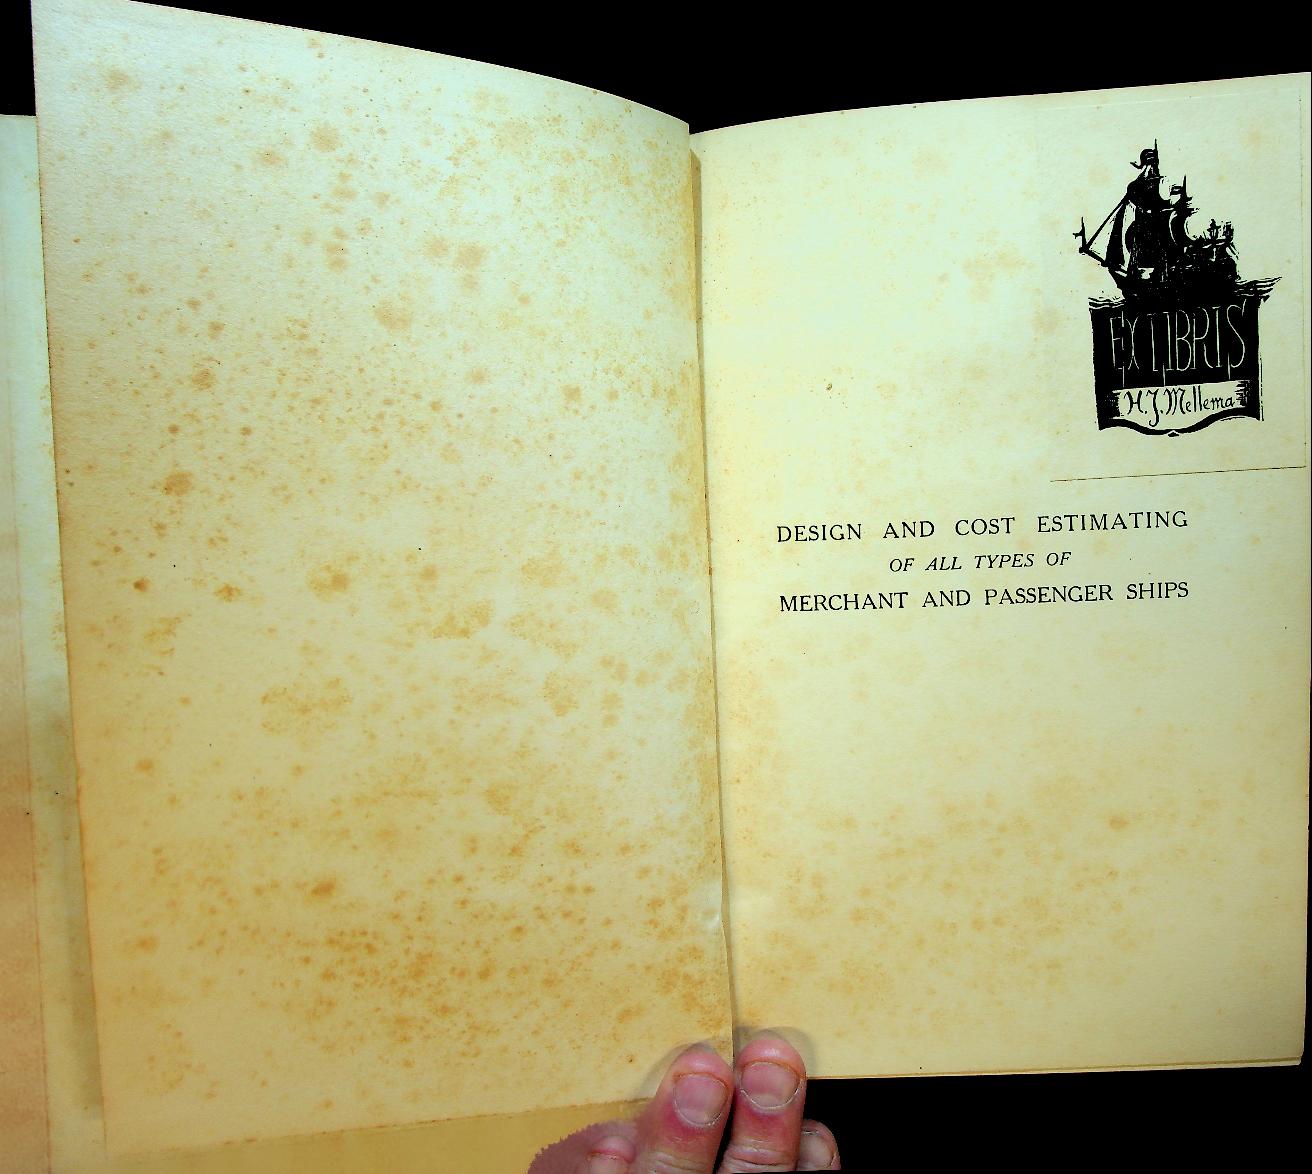 EX LIBRIS
H. J. Mellema
DESIGN AND COST ESTIMATING
OF ALL TYPES OF
MERCHANT AND PASSENGER SHIPS